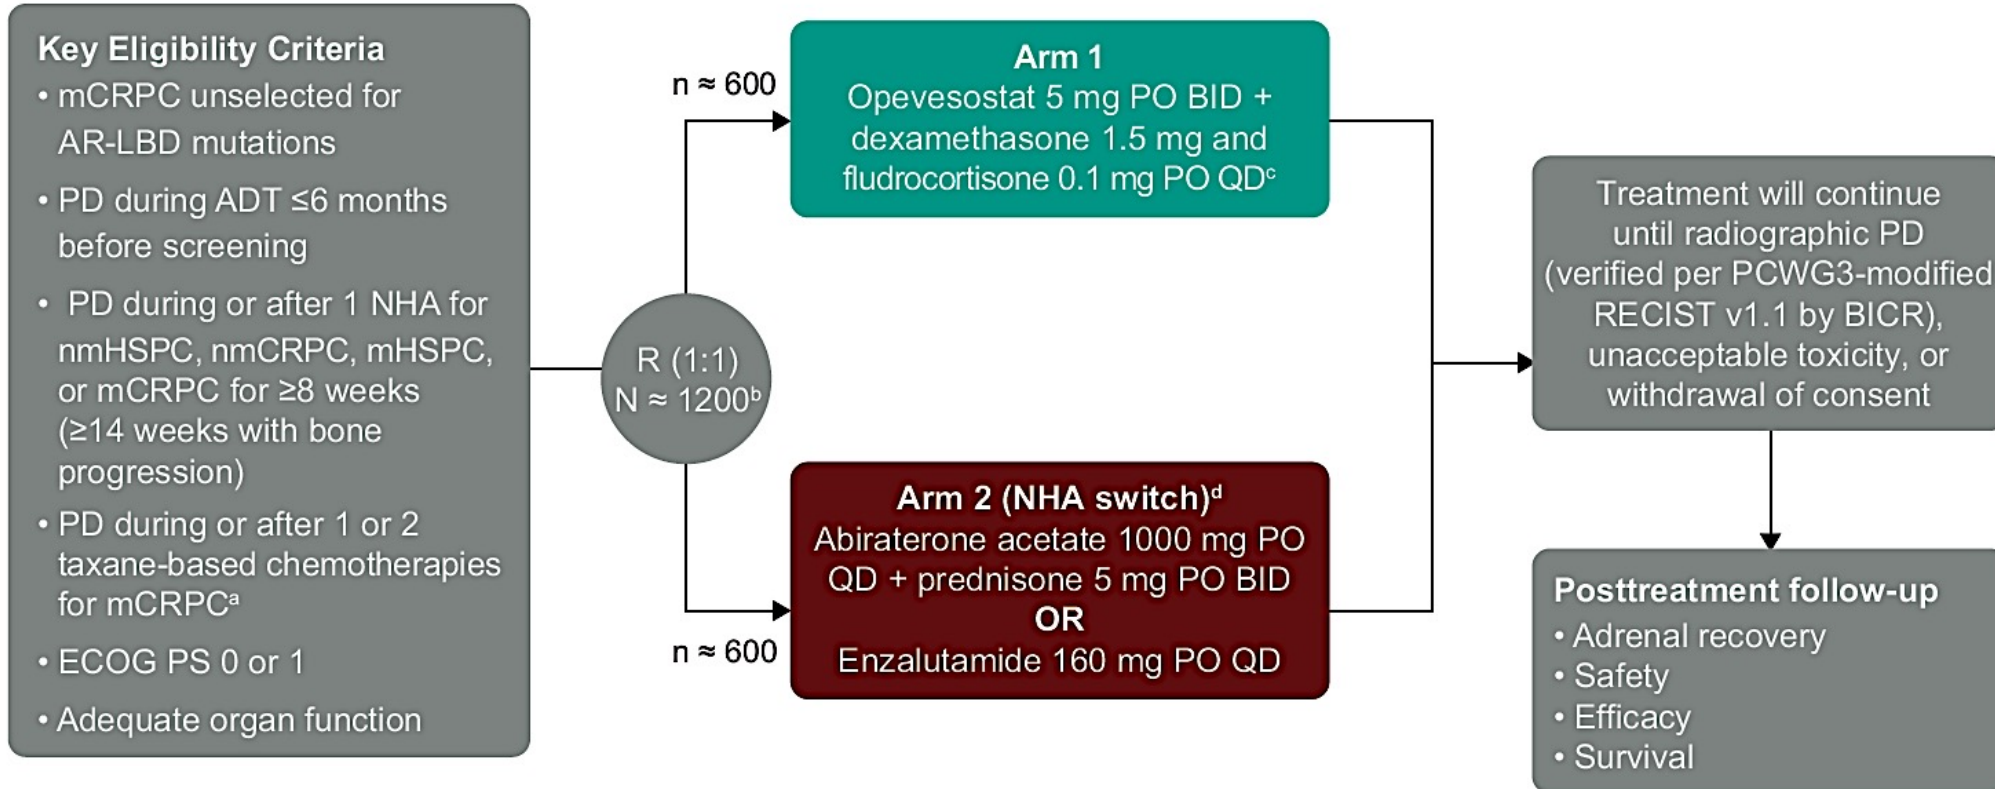 Key Eligibility Criteria
• mCRPC unselected for
AR-LBD mutations
• PD during ADT ≤6 months
before screening
• PD during or after 1 NHA for
nmHSPC, nmCRPC, mHSPC,
or mCRPC for ≥8 weeks
(≥14 weeks with bone
progression)
• PD during or after 1 or 2
taxane-based chemotherapies
for mCRPCᵃ
• ECOG PS 0 or 1
• Adequate organ function
R (1:1)
N ≈ 1200ᵇ
n ≈ 600
Arm 1
Opevesostat 5 mg PO BID +
dexamethasone 1.5 mg and
fludrocortisone 0.1 mg PO QDᶜ
n ≈ 600
Arm 2 (NHA switch)ᵈ
Abiraterone acetate 1000 mg PO
QD + prednisone 5 mg PO BID
OR
Enzalutamide 160 mg PO QD
Treatment will continue
until radiographic PD
(verified per PCWG3-modified
RECIST v1.1 by BICR),
unacceptable toxicity, or
withdrawal of consent
Posttreatment follow-up
• Adrenal recovery
• Safety
• Efficacy
• Survival